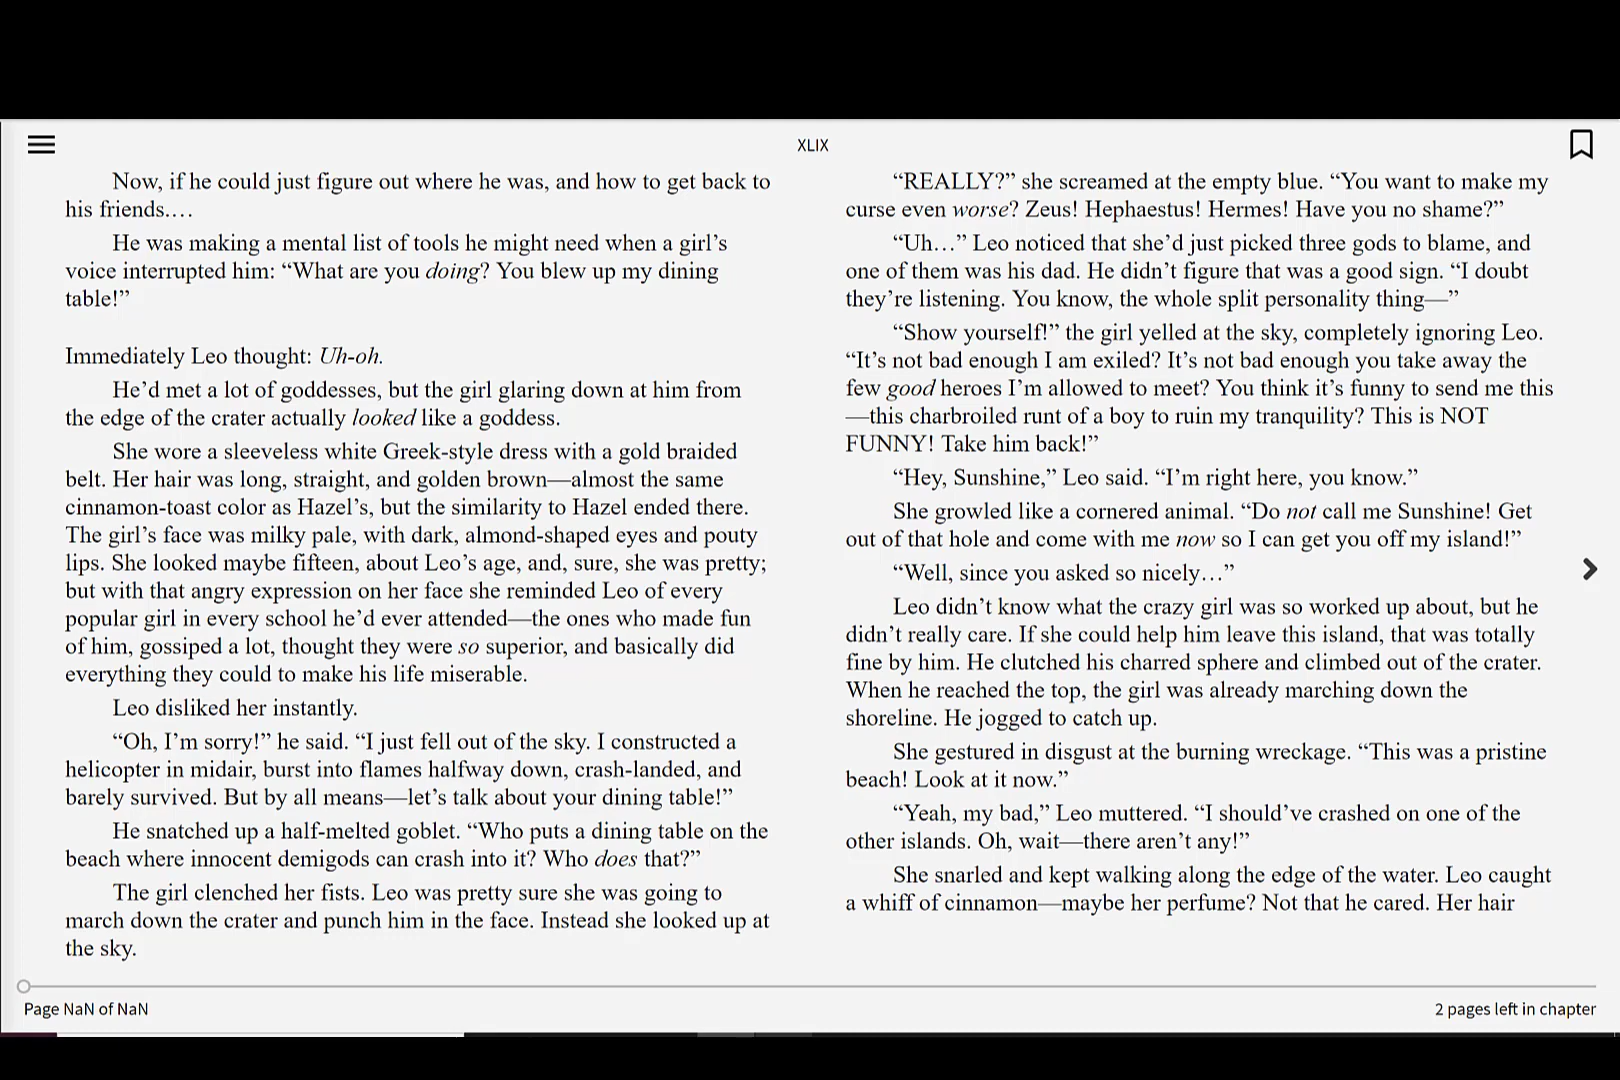 XLIX
Now, if he could just figure out where he was, and how to get back to
his friends....
He was making a mental list of tools he might need when a girl’s
voice interrupted him: “What are you doing? You blew up my dining
table!”
Immediately Leo thought: Uh-oh.
He’d met a lot of goddesses, but the girl glaring down at him from
the edge of the crater actually looked like a goddess.
She wore a sleeveless white Greek-style dress with a gold braided
belt. Her hair was long, straight, and golden brown—almost the same
cinnamon-toast color as Hazel’s, but the similarity to Hazel ended there.
The girl’s face was milky pale, with dark, almond-shaped eyes and pouty
lips. She looked maybe fifteen, about Leo’s age, and, sure, she was pretty;
but with that angry expression on her face she reminded Leo of every
popular girl in every school he’d ever attended—the ones who made fun
of him, gossiped a lot, thought they were so superior, and basically did
everything they could to make his life miserable.
Leo disliked her instantly.
“Oh, I’m sorry!” he said. “I just fell out of the sky. I constructed a
helicopter in midair, burst into flames halfway down, crash-landed, and
barely survived. But by all means—let’s talk about your dining table!”
He snatched up a half-melted goblet. “Who puts a dining table on the
beach where innocent demigods can crash into it? Who does that?”
The girl clenched her fists. Leo was pretty sure she was going to
march down the crater and punch him in the face. Instead she looked up at
the sky.
“REALLY?” she screamed at the empty blue. “You want to make my
curse even worse? Zeus! Hephaestus! Hermes! Have you no shame?”
“Uh…” Leo noticed that she’d just picked three gods to blame, and
one of them was his dad. He didn’t figure that was a good sign. “I doubt
they’re listening. You know, the whole split personality thing—”
“Show yourself!” the girl yelled at the sky, completely ignoring Leo.
“It’s not bad enough I am exiled? It’s not bad enough you take away the
few good heroes I’m allowed to meet? You think it’s funny to send me this
—this charbroiled runt of a boy to ruin my tranquility? This is NOT
FUNNY! Take him back!”
“Hey, Sunshine,” Leo said. “I’m right here, you know.”
She growled like a cornered animal. “Do not call me Sunshine! Get
out of that hole and come with me now so I can get you off my island!”
“Well, since you asked so nicely…”
Leo didn’t know what the crazy girl was so worked up about, but he
didn’t really care. If she could help him leave this island, that was totally
fine by him. He clutched his charred sphere and climbed out of the crater.
When he reached the top, the girl was already marching down the
shoreline. He jogged to catch up.
She gestured in disgust at the burning wreckage. “This was a pristine
beach! Look at it now.”
“Yeah, my bad,” Leo muttered. “I should’ve crashed on one of the
other islands. Oh, wait—there aren’t any!”
She snarled and kept walking along the edge of the water. Leo caught
a whiff of cinnamon—maybe her perfume? Not that he cared. Her hair
Page NaN of NaN
2 pages left in chapter